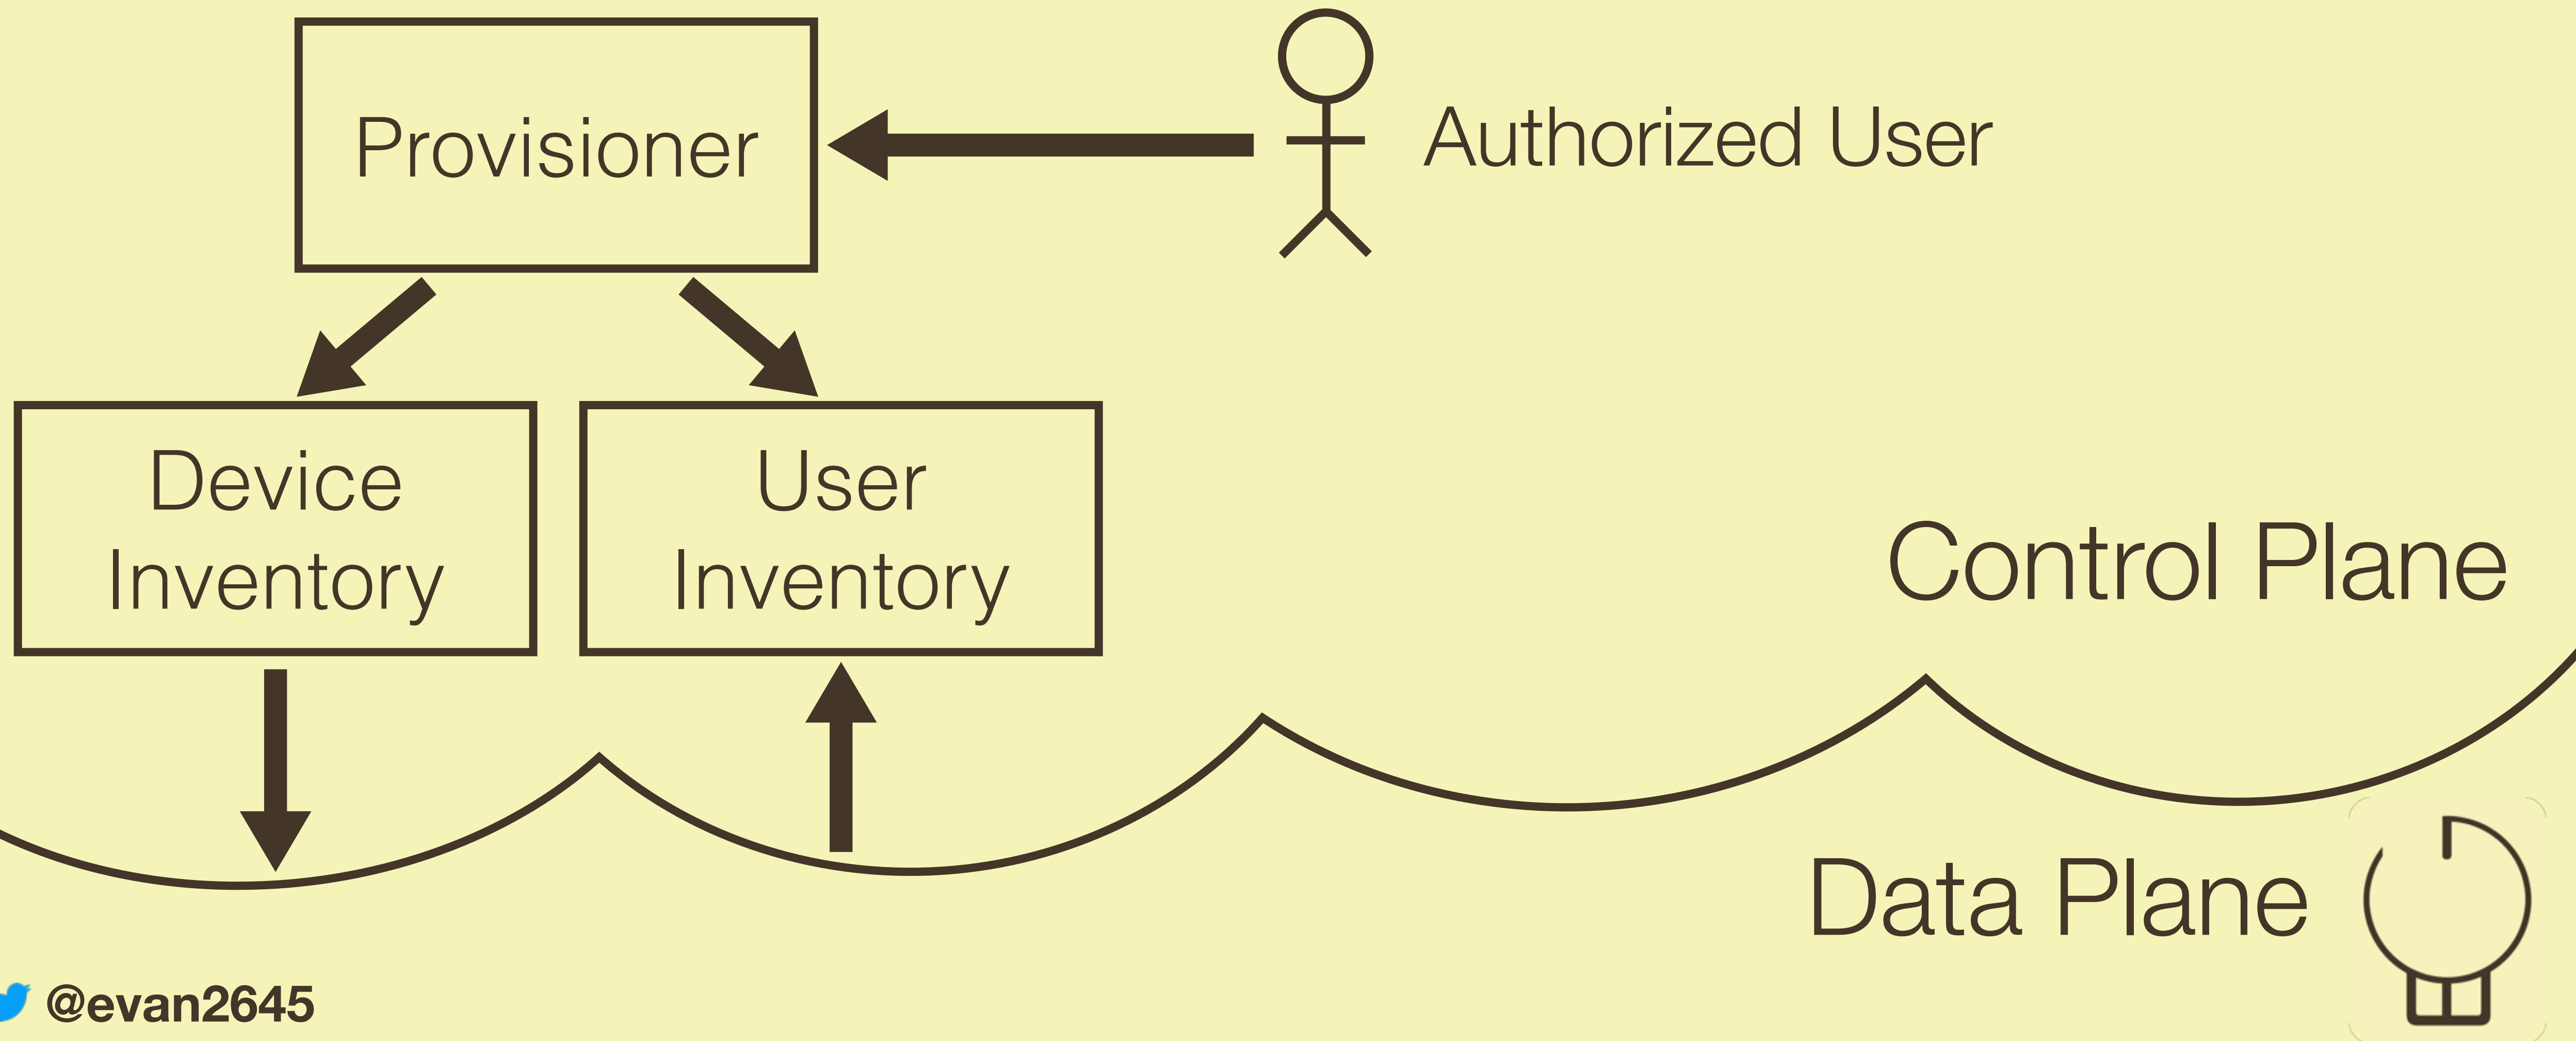 Provisioner
Authorized User
Device
Inventory
User
Inventory
Control Plane
Data Plane
@evan2645